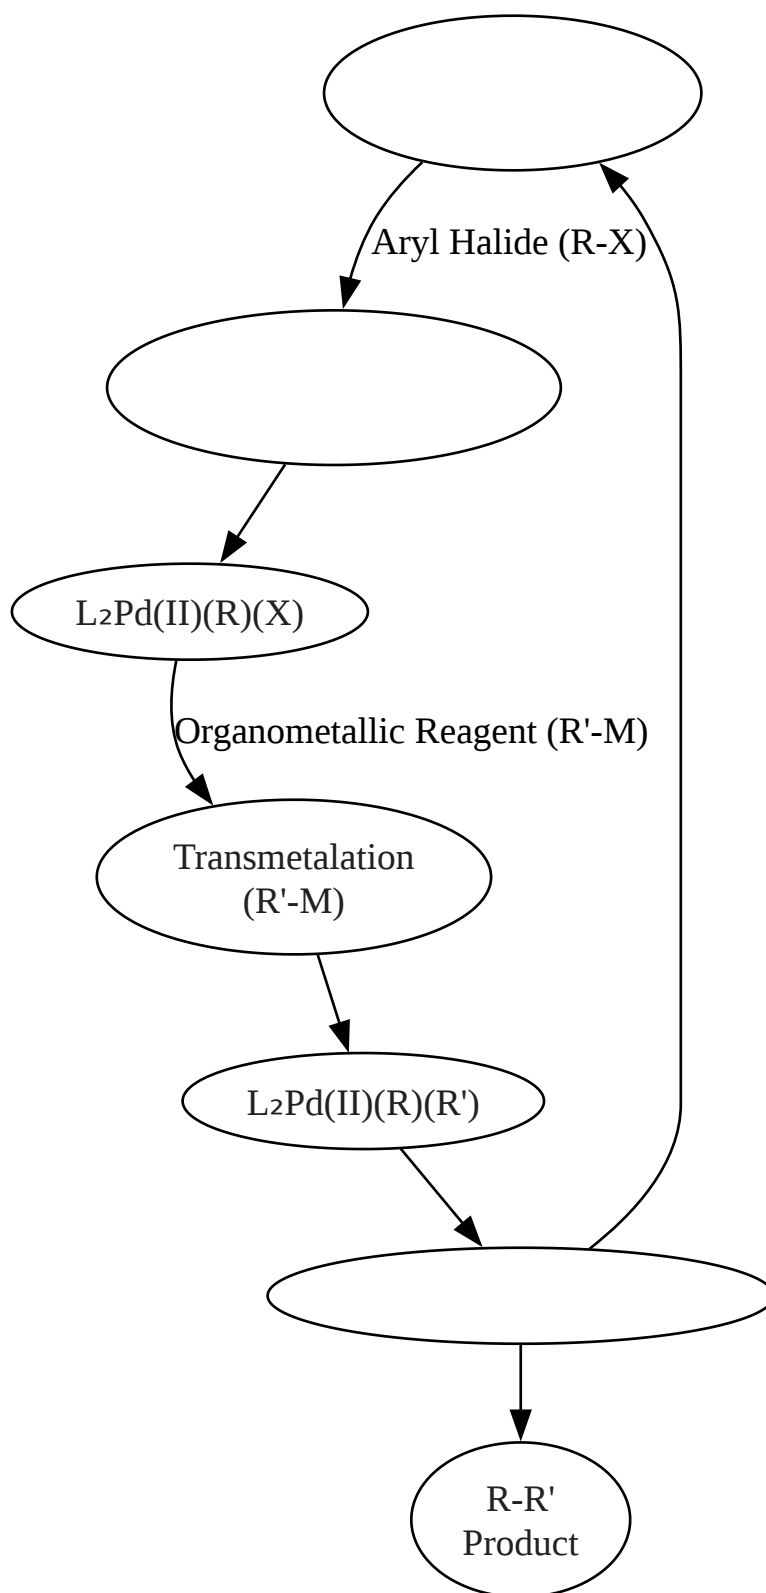 Aryl Halide (R-X)
L₂Pd(II)(R)(X)
Organometallic Reagent (R'-M)
Transmetalation
(R'-M)
L₂Pd(II)(R)(R')
R-R'
Product